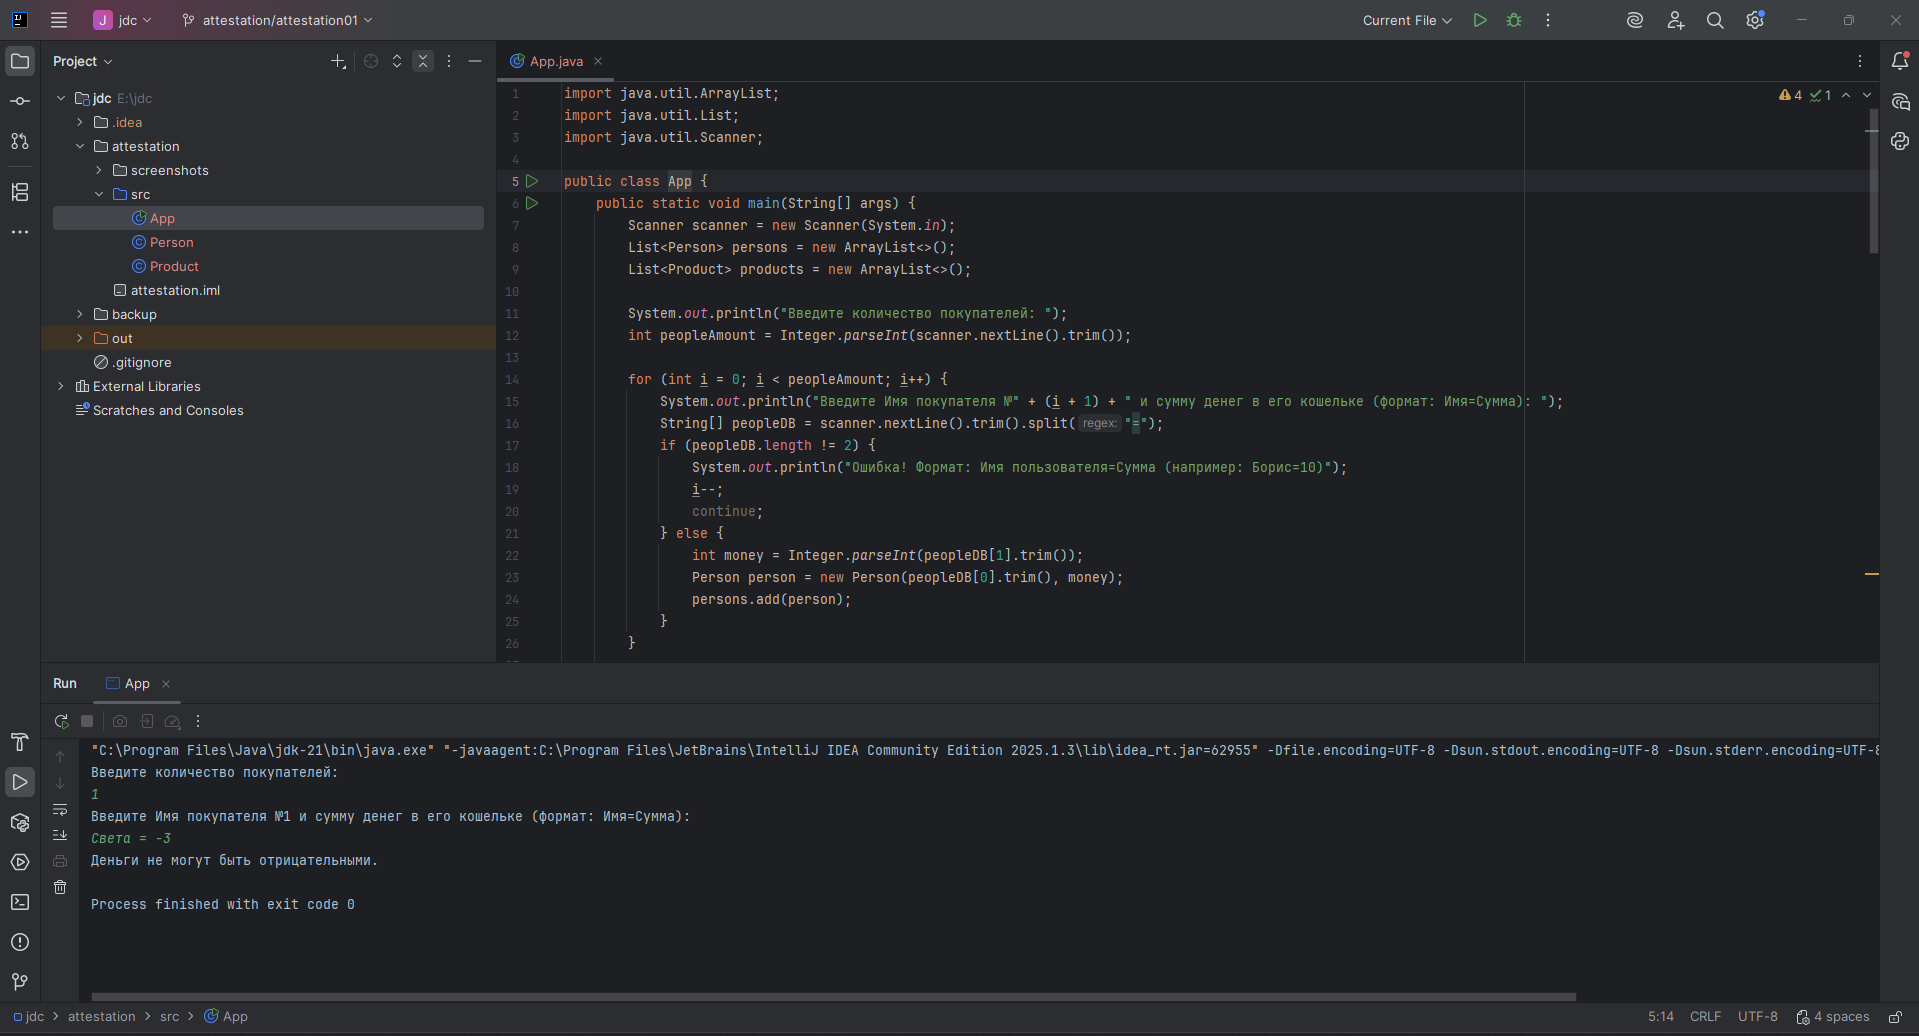 jdc
attestation/attestation01
Current File
Project
App.java
jdc E:\jdc
.idea
attestation
screenshots
src
App
Person
Product
attestation.iml
backup
out
.gitignore
External Libraries
Scratches and Consoles
4 1
1 import java.util.ArrayList;
2 import java.util.List;
3 import java.util.Scanner;
4
5 public class App {
6 public static void main(String[] args) {
7 Scanner scanner = new Scanner(System.in);
8 List<Person> persons = new ArrayList<>();
9 List<Product> products = new ArrayList<>();
10
11 System.out.println("Введите количество покупателей: ");
12 int peopleAmount = Integer.parseInt(scanner.nextLine().trim());
13
14 for (int i = 0; i < peopleAmount; i++) {
15 System.out.println("Введите Имя покупателя №" + (i + 1) + " и сумму денег в его кошельке (формат: Имя=Сумма): ");
16 String[] peopleDB = scanner.nextLine().trim().split( regex: "=");
17 if (peopleDB.length != 2) {
18 System.out.println("Ошибка! Формат: Имя пользователя=Сумма (например: Борис=10)");
19 i--;
20 continue;
21 } else {
22 int money = Integer.parseInt(peopleDB[1].trim());
23 Person person = new Person(peopleDB[0].trim(), money);
24 persons.add(person);
25 }
26 }
Run
App
"C:\Program Files\Java\jdk-21\bin\java.exe" "-javaagent:C:\Program Files\JetBrains\IntelliJ IDEA Community Edition 2025.1.3\lib\idea_rt.jar=62955" -Dfile.encoding=UTF-8 -Dsun.stdout.encoding=UTF-8 -Dsun.stderr.encoding=UTF-8
Введите количество покупателей:
1
Введите Имя покупателя №1 и сумму денег в его кошельке (формат: Имя=Сумма):
Света = -3
Деньги не могут быть отрицательными.
Process finished with exit code 0
jdc > attestation > src > App
5:14 CRLF UTF-8 4 spaces